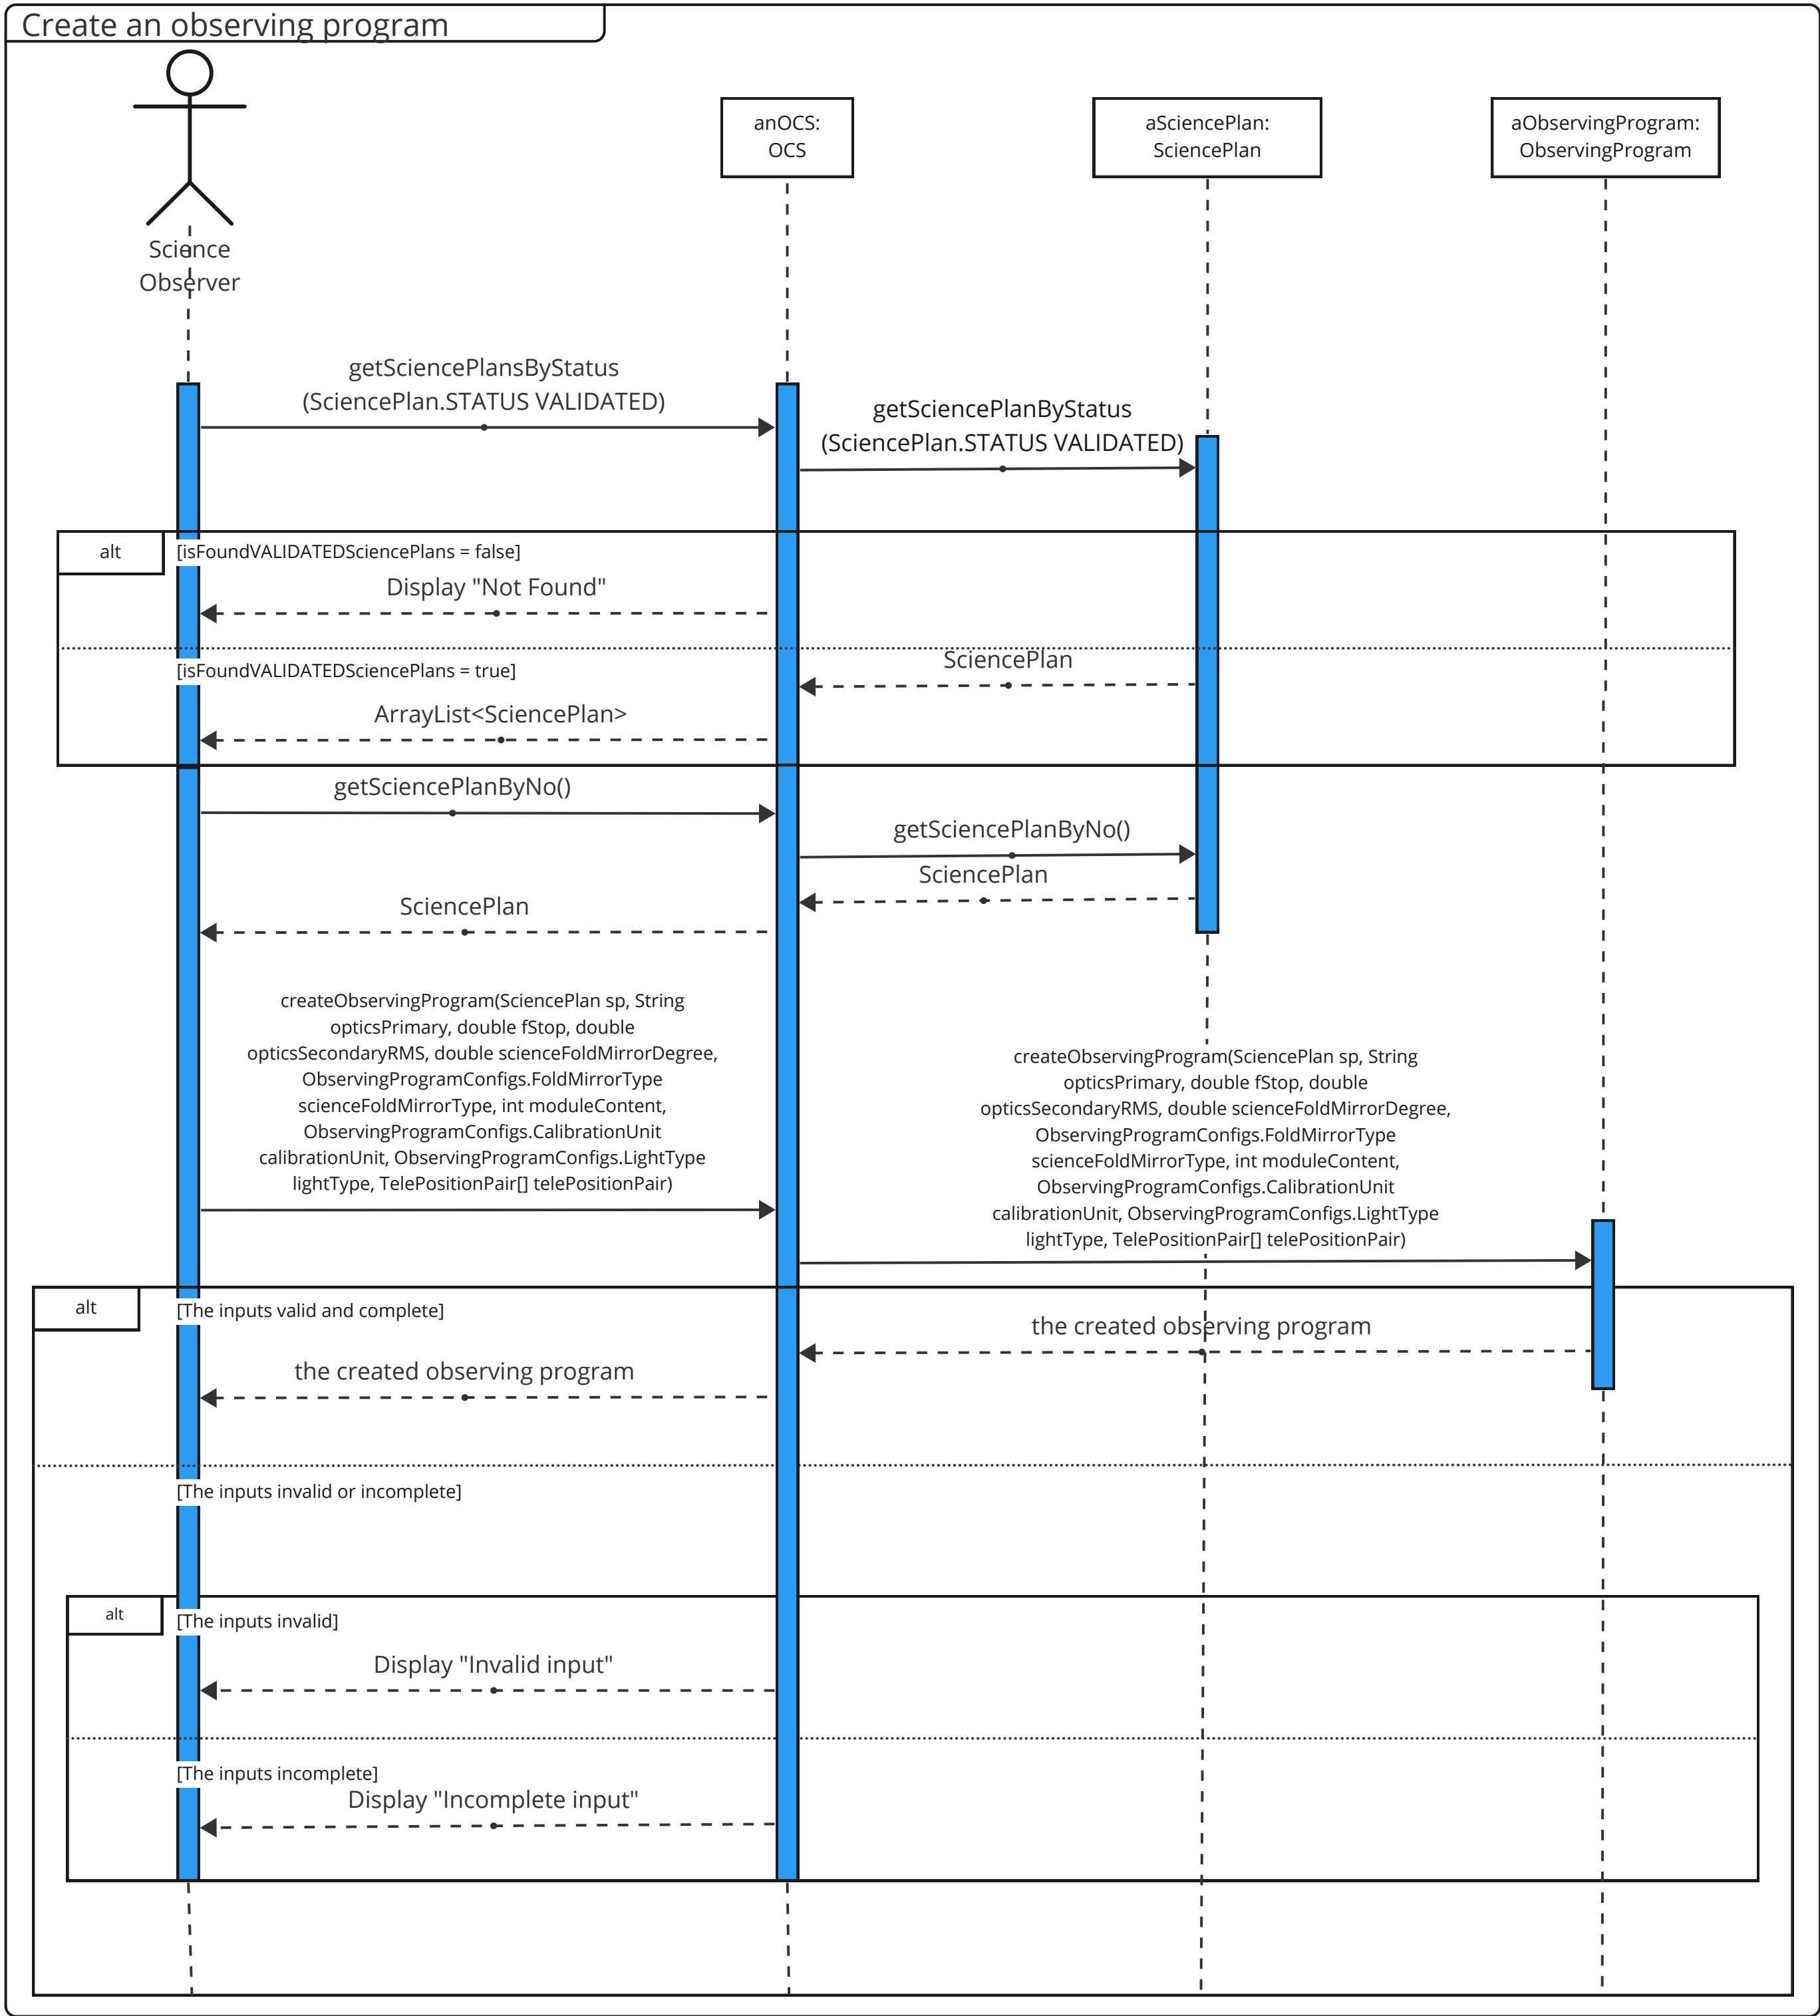 Create an observing program
anOCS:
OCS
aSciencePlan:
SciencePlan
aObservingProgram:
ObservingProgram
Science
Observer
getSciencePlansByStatus
(SciencePlan.STATUS VALIDATED)
getSciencePlanByStatus
(SciencePlan.STATUS VALIDATED)
alt
[isFoundVALIDATEDSciencePlans = false]
Display "Not Found"
[isFoundVALIDATEDSciencePlans = true]
SciencePlan
ArrayList<SciencePlan>
getSciencePlanByNo()
getSciencePlanByNo()
SciencePlan
SciencePlan
createObservingProgram(SciencePlan sp, String
opticsPrimary, double fStop, double
opticsSecondaryRMS, double scienceFoldMirrorDegree,
ObservingProgramConfigs.FoldMirrorType
scienceFoldMirrorType, int moduleContent,
ObservingProgramConfigs.CalibrationUnit
calibrationUnit, ObservingProgramConfigs.LightType
lightType, TelePositionPair[] telePositionPair)
createObservingProgram(SciencePlan sp, String
opticsPrimary, double fStop, double
opticsSecondaryRMS, double scienceFoldMirrorDegree,
ObservingProgramConfigs.FoldMirrorType
scienceFoldMirrorType, int moduleContent,
ObservingProgramConfigs.CalibrationUnit
calibrationUnit, ObservingProgramConfigs.LightType
lightType, TelePositionPair[] telePositionPair)
alt
[The inputs valid and complete]
the created observing program
the created observing program
[The inputs invalid or incomplete]
alt
[The inputs invalid]
Display "Invalid input"
[The inputs incomplete]
Display "Incomplete input"